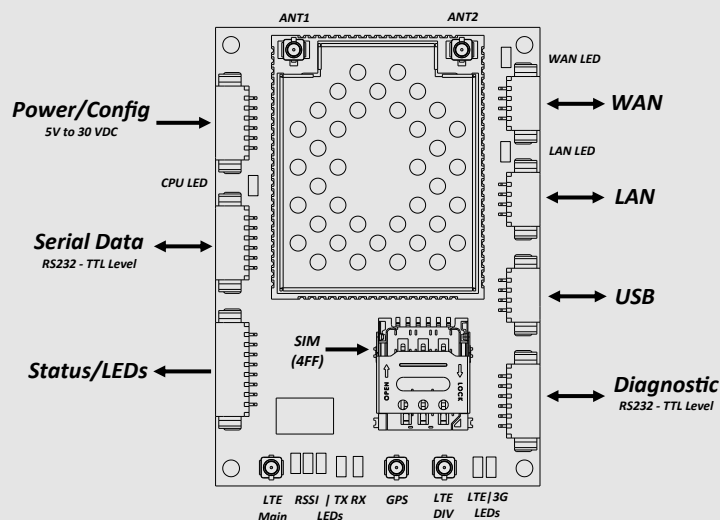 ANT1
ANT2
WAN LED
Power/Config
5V to 30 VDC
WAN
LAN LED
CPU LED
LAN
Serial Data
RS232 - TTL Level
USB
SIM
(4FF)
Status/LEDs
OPEN
LOCK
Diagnostic
RS232 - TTL Level
LTE
Main
RSSI | TX RX
LEDs
GPS
LTE
DIV
LTE|3G
LEDs